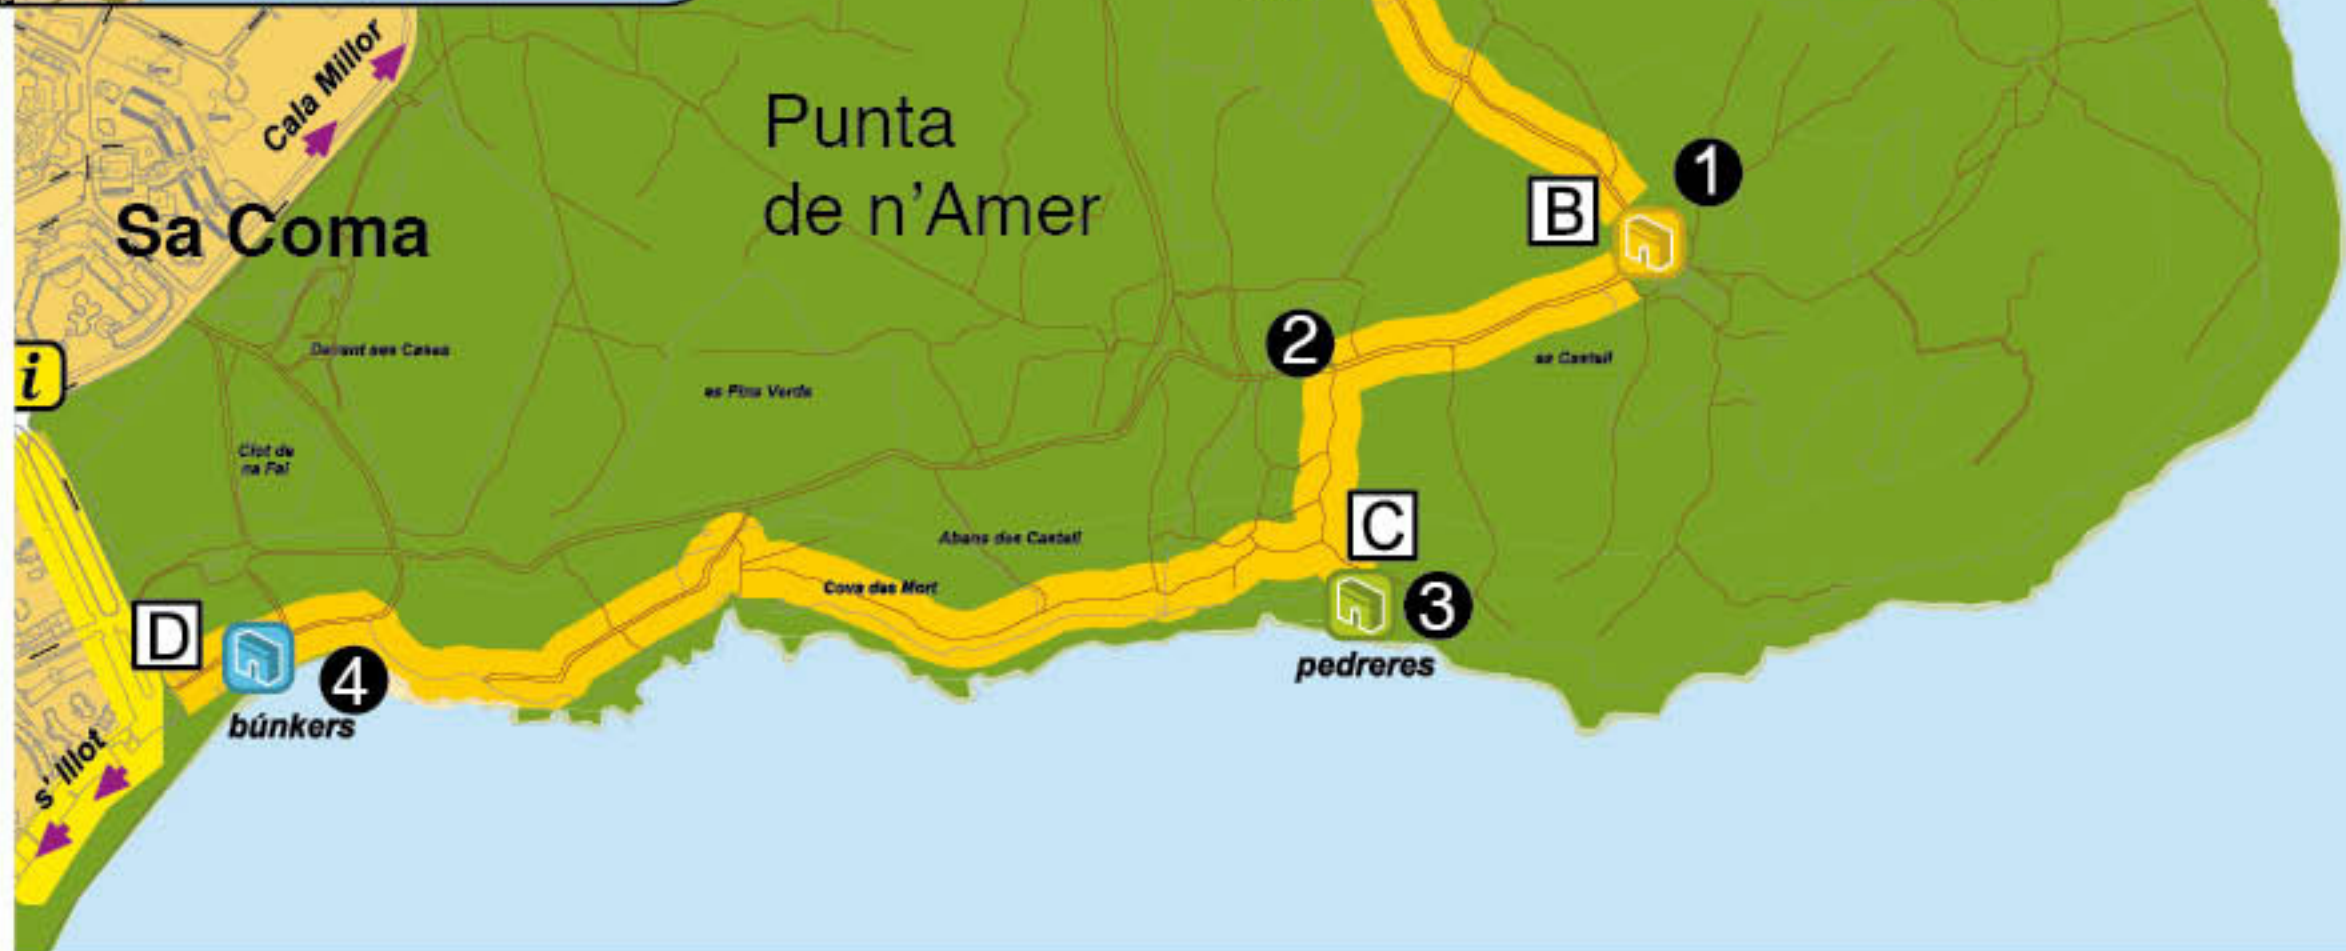 Cala Millor
Punta
de n'Amer
1
B
Sa Coma
2
Davant ses Cases
es Castell
i
es Pins Verds
Clot de
na Fai
C
Abans des Castell
Cova des Mort
3
D
pedreres
4
búnkers
s'Illot